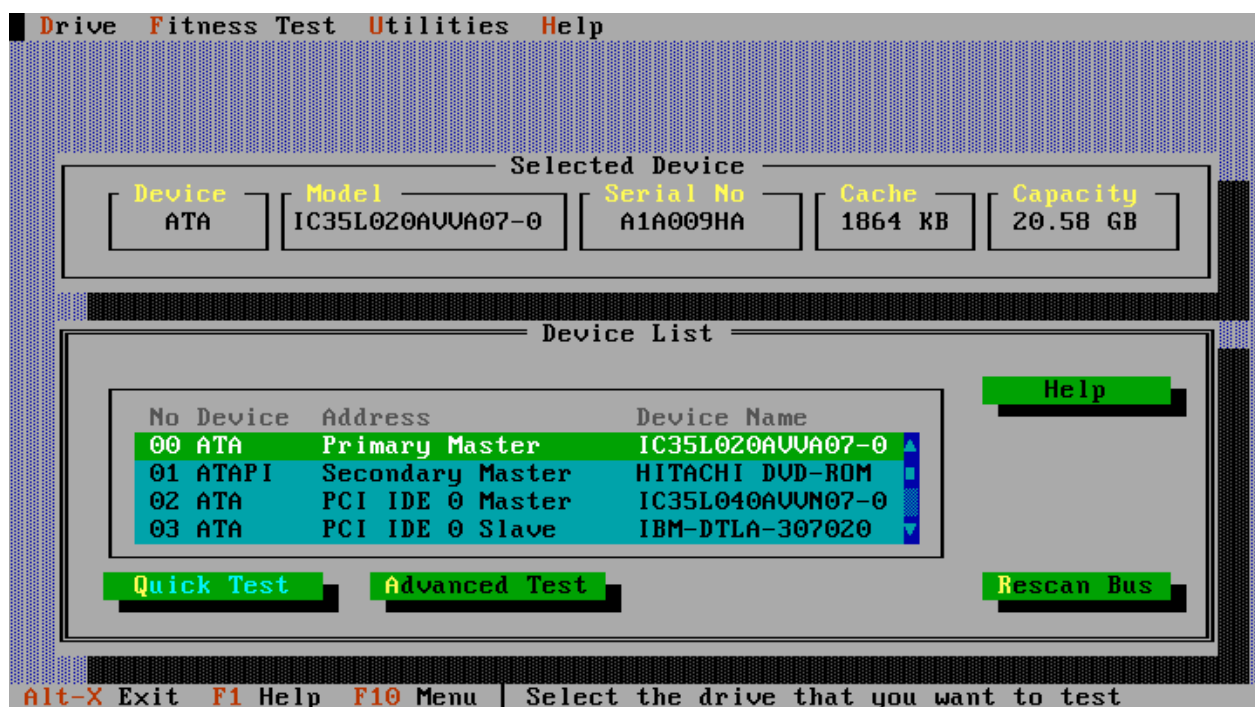 Drive Fitness Test Utilities Help
Selected Device
Device Model Serial No Cache Capacity
ATA IC35L020AVVA07-0 A1A009HA 1864 KB 20.58 GB
Device List
Help
No Device Address Device Name
00 ATA Primary Master IC35L020AVVA07-0
01 ATAPI Secondary Master HITACHI DVD-ROM
02 ATA PCI IDE 0 Master IC35L040AVVN07-0
03 ATA PCI IDE 0 Slave IBM-DTLA-307020
Quick Test Advanced Test Rescan Bus
Alt-X Exit F1 Help F10 Menu | Select the drive that you want to test